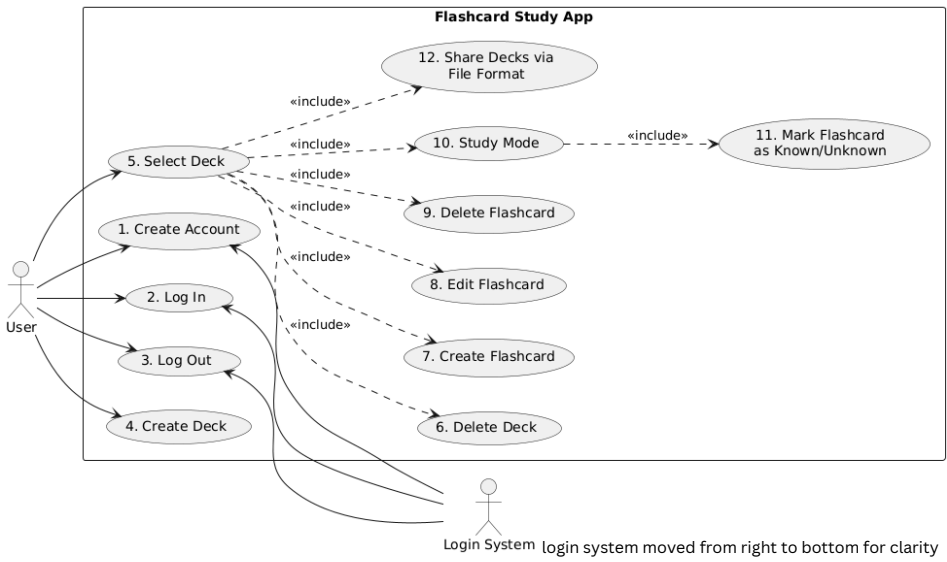 Flashcard Study App
12. Share Decks via
File Format
«include»
5. Select Deck
«include»
10. Study Mode
«include»
11. Mark Flashcard
as Known/Unknown
«include»
9. Delete Flashcard
«include»
1. Create Account
8. Edit Flashcard
«include»
2. Log In
User
7. Create Flashcard
«include»
3. Log Out
4. Create Deck
6. Delete Deck
Login System
login system moved from right to bottom for clarity